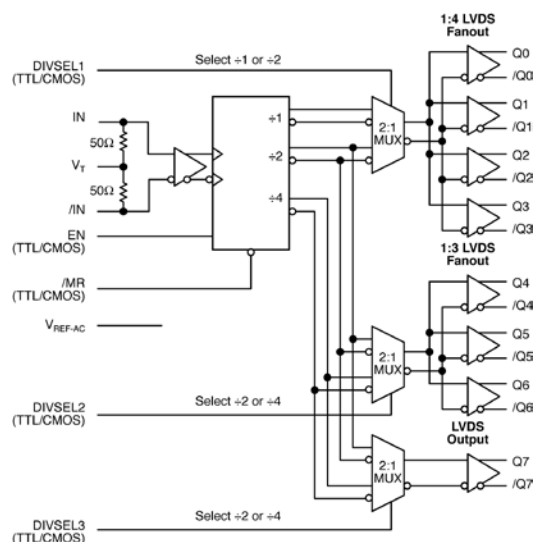 1:4 LVDS
Fanout
DIVSEL1
(TTL/CMOS)
Select ÷1 or ÷2
Q0
/Q0
IN
50Ω
VT
50Ω
/IN
÷1
÷2
÷4
2:1
MUX
Q1
/Q1
Q2
/Q2
Q3
/Q3
EN
(TTL/CMOS)
/MR
(TTL/CMOS)
VREF-AC
1:3 LVDS
Fanout
Q4
/Q4
2:1
MUX
Q5
/Q5
Q6
/Q6
DIVSEL2
(TTL/CMOS)
Select ÷2 or ÷4
LVDS
Output
2:1
MUX
Q7
/Q7
DIVSEL3
(TTL/CMOS)
Select ÷2 or ÷4